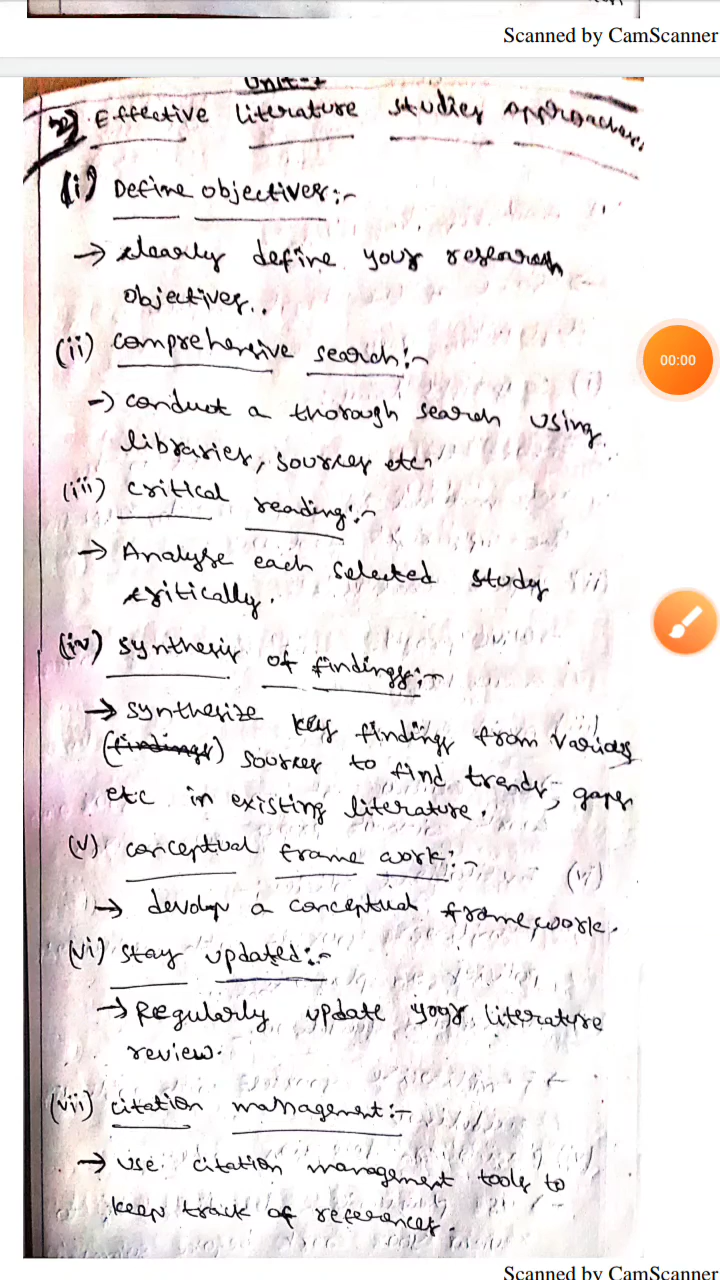 Scanned by CamScanner
Unit-1
2) Effective literature studies Approaches.
(i) Define objectives:-
→ clearly define your research
objectives..
00:00
(ii) comprehensive search:-
→ conduct a thorough search using
libraries, sources etc.
(iii) critical reading:-
→ Analyse each selected study
critically.
(iv) synthesis of findings:-
→ synthesize key findings from various
(findings) sources to find trends, gaps
etc in existing literature.
(v) conceptual frame work:-
→ devolop a conceptual framework.
(vi) stay updated:-
→ Regularly update your literature
review.
(vii) citation management:-
→ use citation management tools to
keep track of references.
Scanned by CamScanner